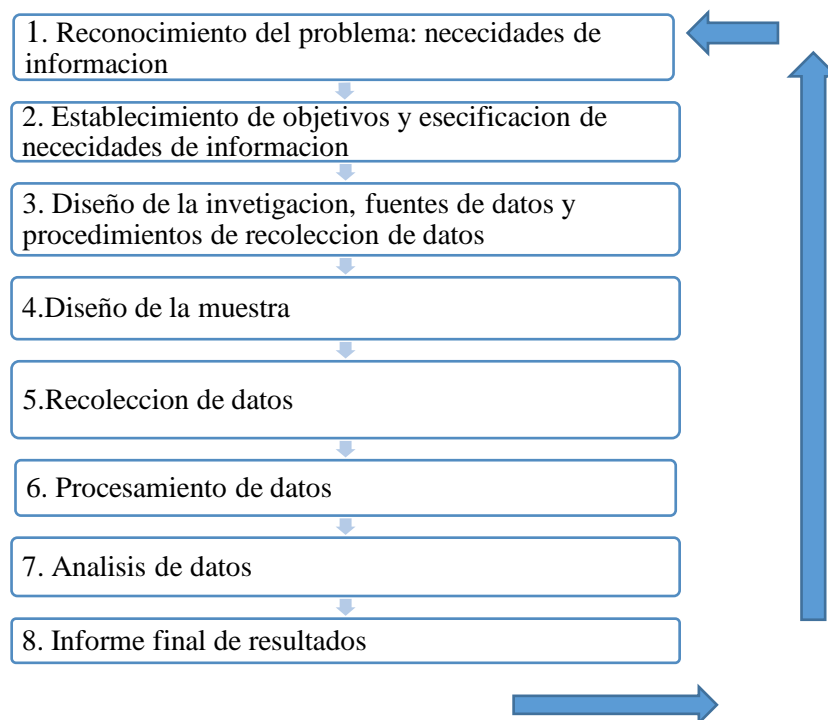 1. Reconocimiento del problema: nececidades de
informacion
2. Establecimiento de objetivos y esecificacion de
nececidades de informacion
3. Diseño de la invetigacion, fuentes de datos y
procedimientos de recoleccion de datos
4.Diseño de la muestra
5.Recoleccion de datos
6. Procesamiento de datos
7. Analisis de datos
8. Informe final de resultados